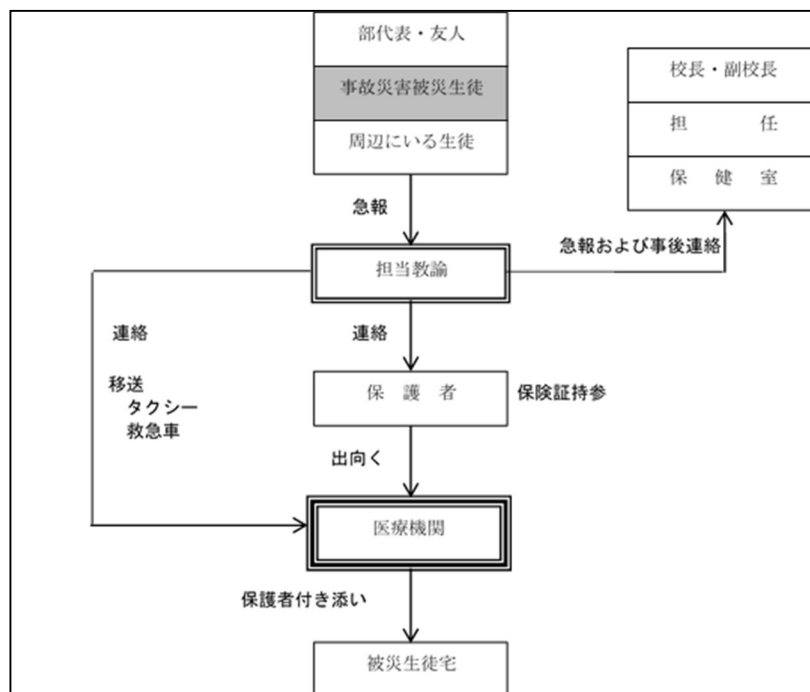 部代表・友人
事故災害被災生徒
周辺にいる生徒
校長・副校長
担　　　任
保　健　室
急報
急報および事後連絡
担当教諭
連絡
連絡
移送
タクシー
救急車
保　護　者
保険証持参
出向く
医療機関
保護者付き添い
被災生徒宅